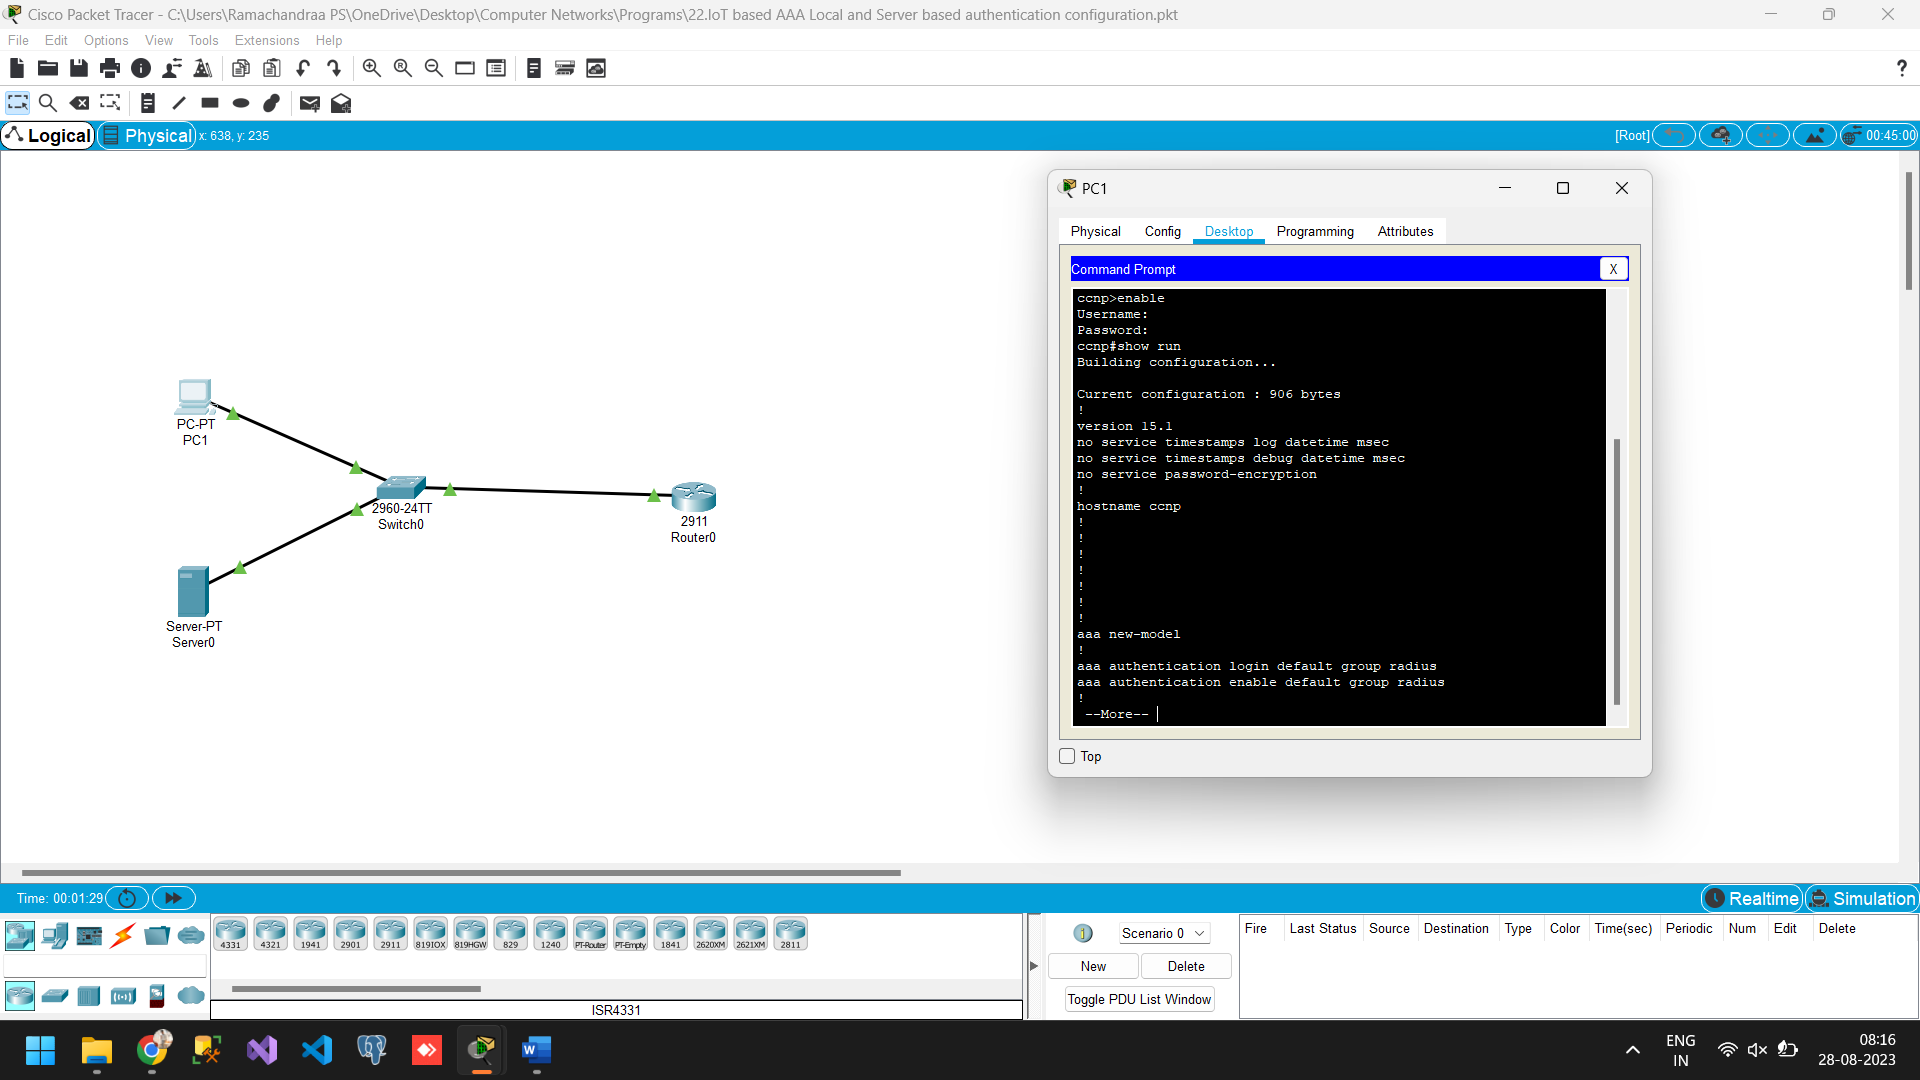 Cisco Packet Tracer - C:\Users\Ramachandraa PS\OneDrive\Desktop\Computer Networks\Programs\22.IoT based AAA Local and Server based authentication configuration.pkt
File Edit Options View Tools Extensions Help
?
Logical Physical x: 638, y: 235 [Root] 00:45:00
PC1
Physical Config Desktop Programming Attributes
Command Prompt X
ccnp>enable
Username:
Password:
ccnp#show run
Building configuration...
Current configuration : 906 bytes
!
version 15.1
no service timestamps log datetime msec
no service timestamps debug datetime msec
no service password-encryption
!
hostname ccnp
!
!
!
!
!
!
!
aaa new-model
!
aaa authentication login default group radius
aaa authentication enable default group radius
!
--More--
Top
PC-PT
PC1
2960-24TT
Switch0
2911
Router0
Server-PT
Server0
Time: 00:01:29 Realtime Simulation
4331 4321 1941 2901 2911 819IOX 819HGW 829 1240 PT-Router PT-Empty 1841 2620XM 2621XM 2811
ISR4331
1 Scenario 0
New Delete
Toggle PDU List Window
Fire Last Status Source Destination Type Color Time(sec) Periodic Num Edit Delete
ENG
IN
08:16
28-08-2023